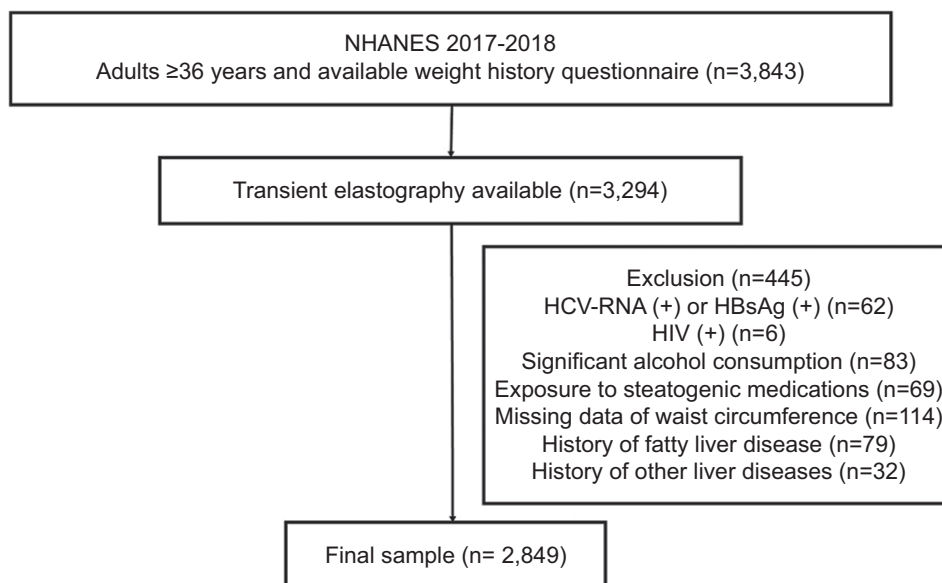 NHANES 2017-2018
Adults ≥36 years and available weight history questionnaire (n=3,843)
Transient elastography available (n=3,294)
Exclusion (n=445)
HCV-RNA (+) or HBsAg (+) (n=62)
HIV (+) (n=6)
Significant alcohol consumption (n=83)
Exposure to steatogenic medications (n=69)
Missing data of waist circumference (n=114)
History of fatty liver disease (n=79)
History of other liver diseases (n=32)
Final sample (n= 2,849)